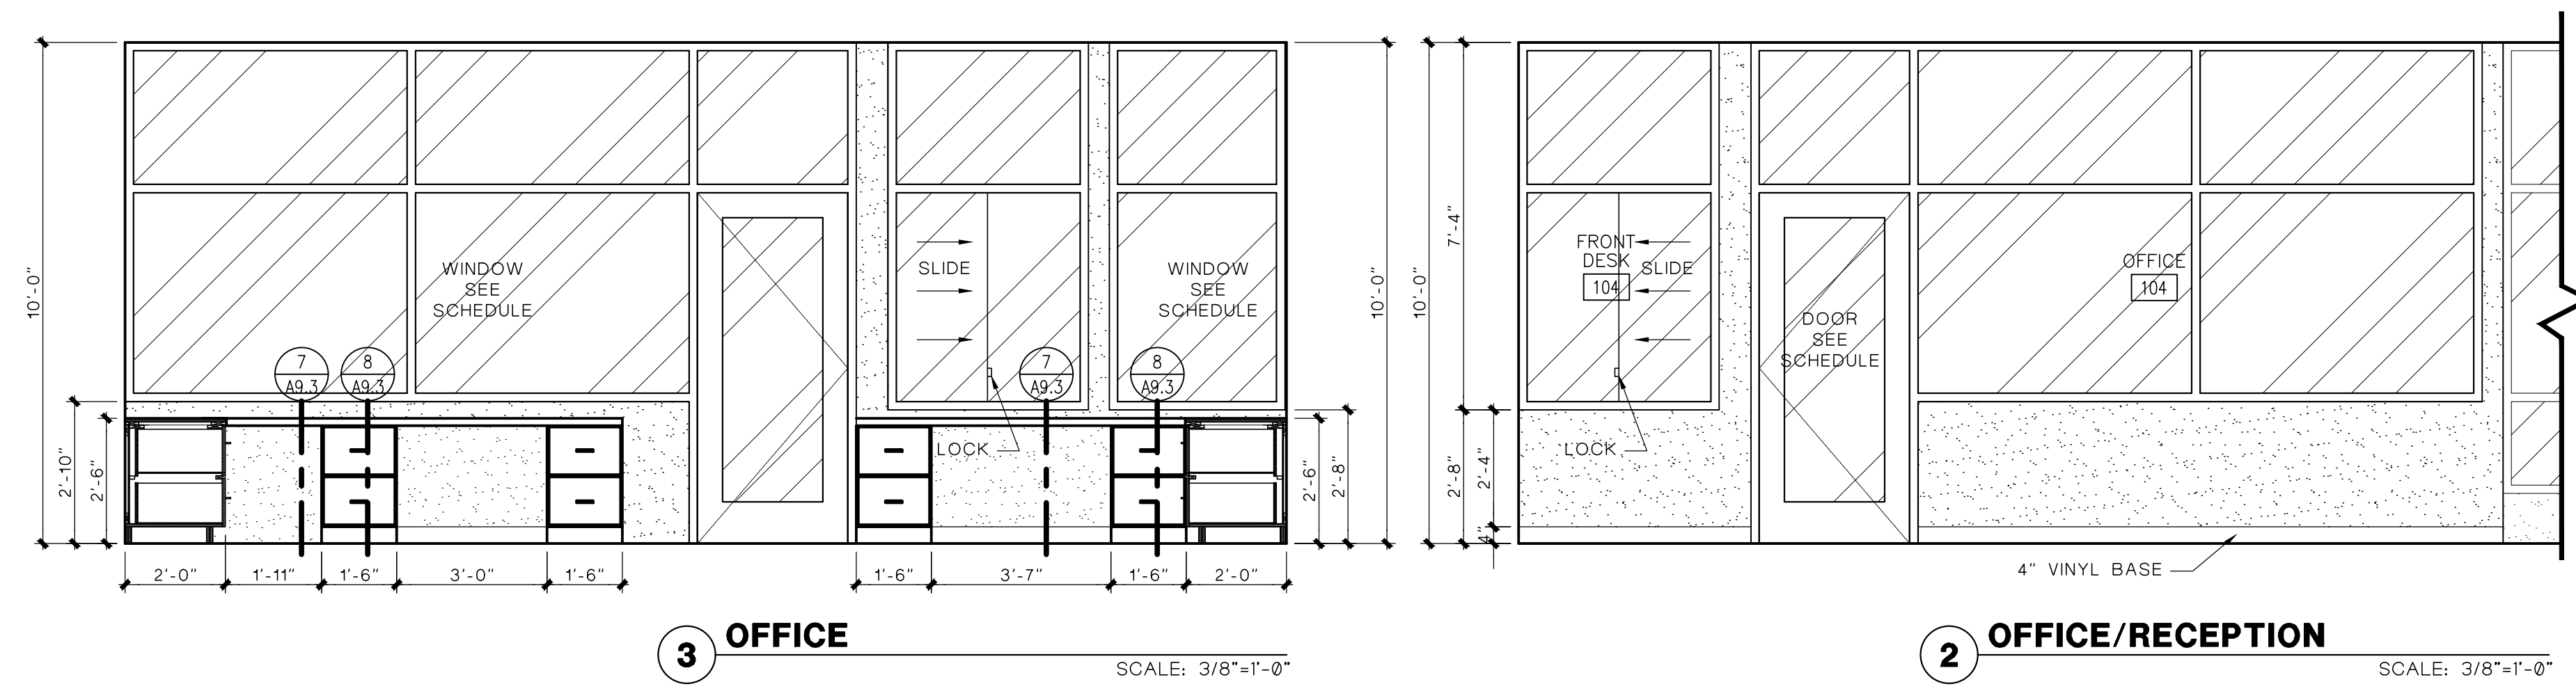 10'-0"
2'-10"
2'-6"
WINDOW
SEE
SCHEDULE
7
A9.3
8
A9.3
SLIDE
LOCK
7
A9.3
WINDOW
SEE
SCHEDULE
8
A9.3
2'-0"
1'-11"
1'-6"
3'-0"
1'-6"
1'-6"
3'-7"
1'-6"
2'-0"
2'-6"
2'-8"
10'-0"
3 OFFICE
SCALE: 3/8"=1'-0"
10'-0"
7'-4"
2'-8"
2'-4"
4"
FRONT
DESK
104
SLIDE
LOCK
DOOR
SEE
SCHEDULE
OFFICE
104
4" VINYL BASE
2 OFFICE/RECEPTION
SCALE: 3/8"=1'-0"